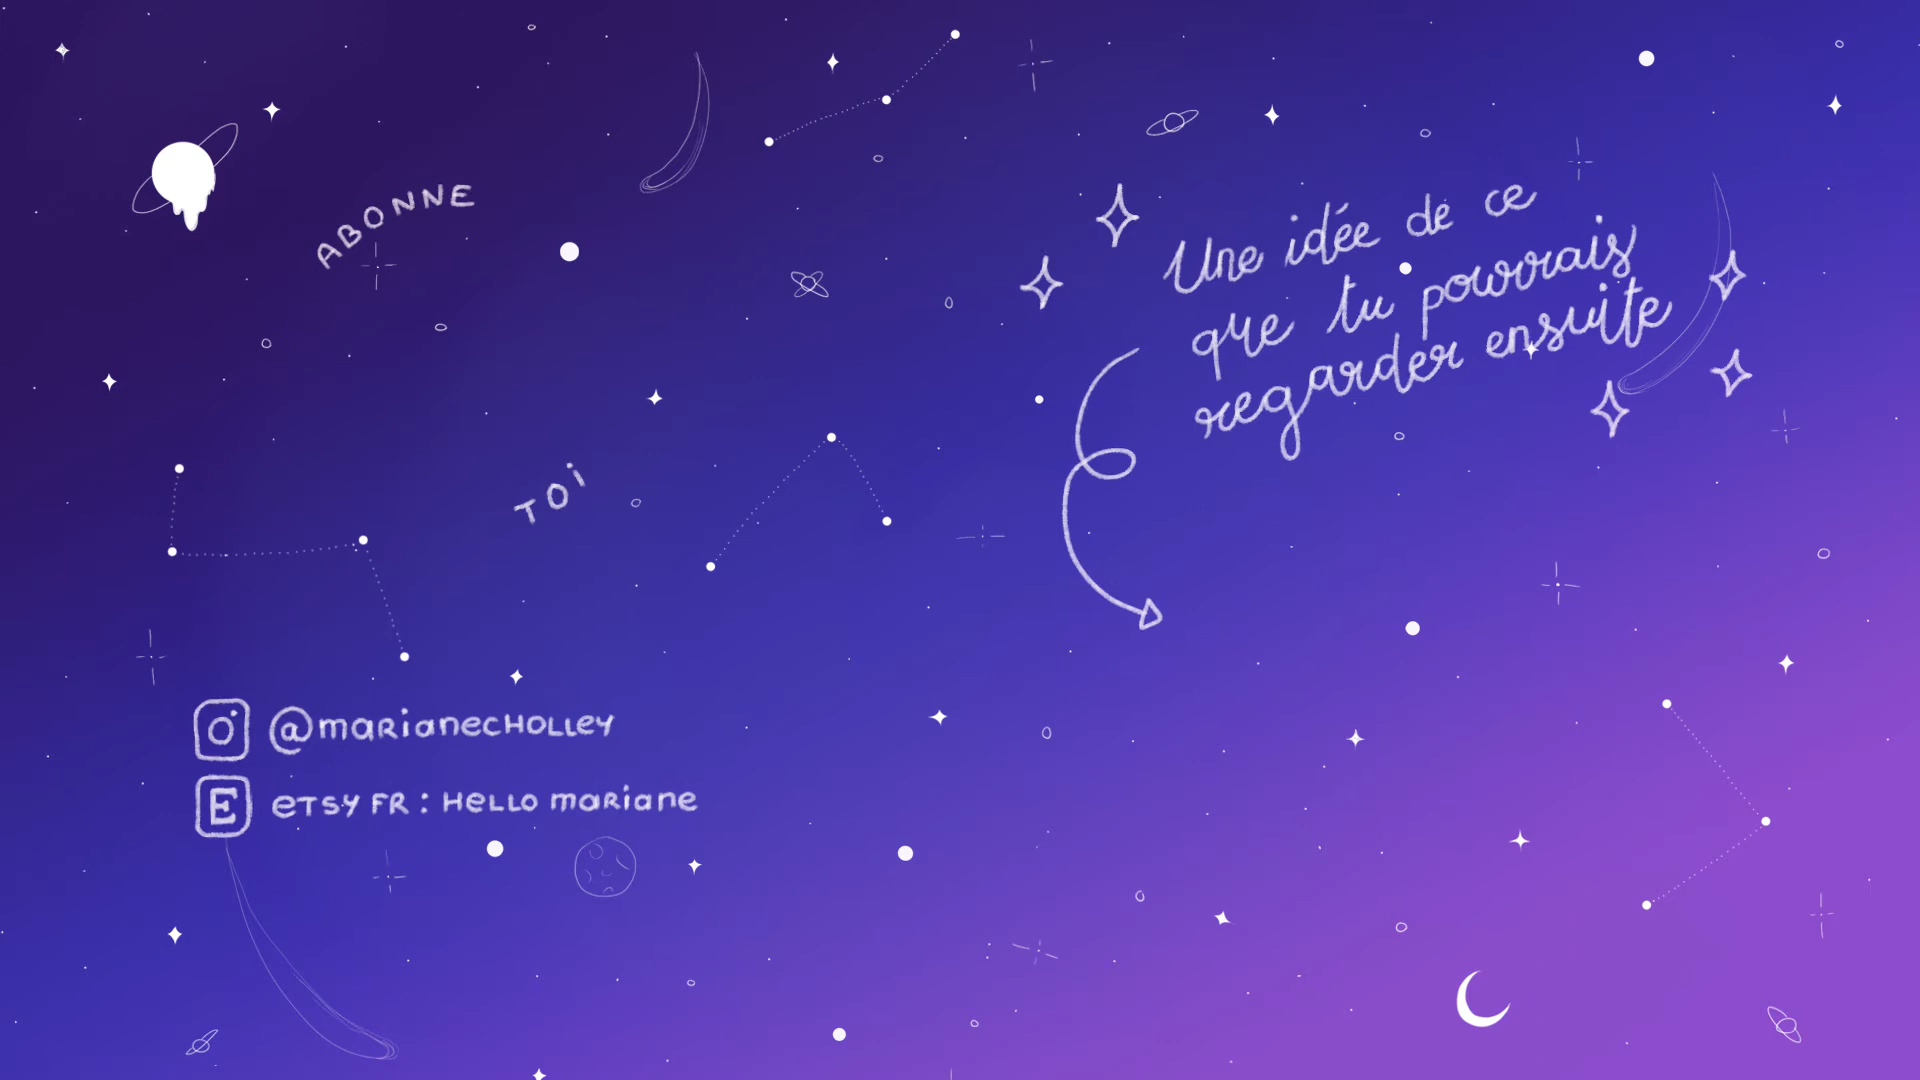 ABONNE
TOi
Une idée de ce
que tu pourrais
regarder ensuite
@marianecHOLLeY
E eTSY FR : HeLLO mariane